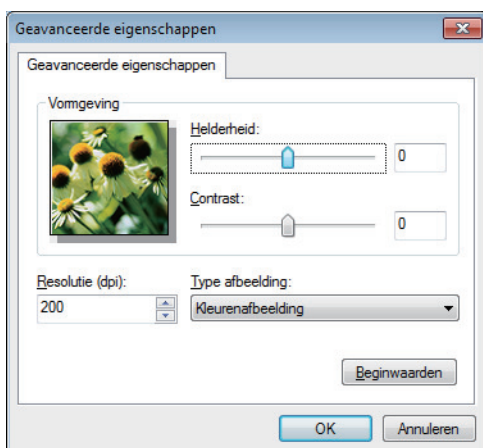 Geavanceerde eigenschappen
Geavanceerde eigenschappen
Vormgeving
Helderheid:
0
Contrast:
0
Resolutie (dpi):
Type afbeelding:
200
Kleurenafbeelding
Beginwaarden
OK
Annuleren